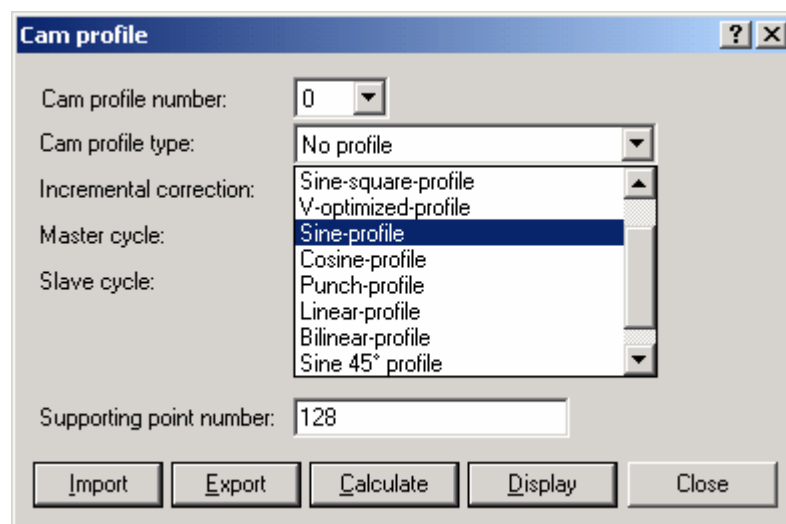 Cam profile
Cam profile number: 0
Cam profile type: No profile
Incremental correction:
Master cycle:
Slave cycle:
Sine-square-profile
V-optimized-profile
Sine-profile
Cosine-profile
Punch-profile
Linear-profile
Bilinear-profile
Sine 45° profile
Supporting point number: 128
Import Export Calculate Display Close